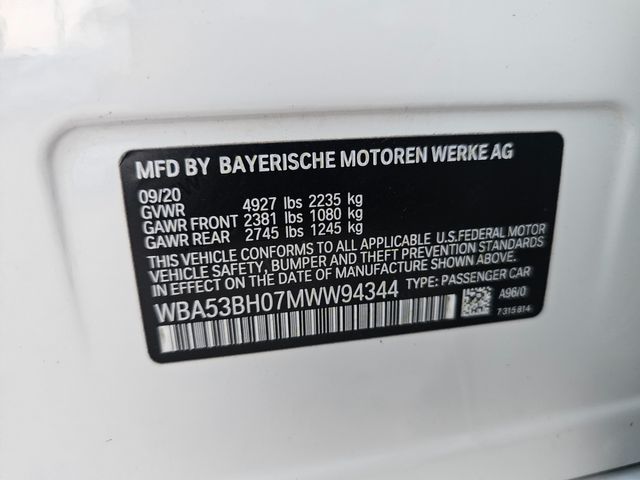 MFD BY BAYERISCHE MOTOREN WERKE AG
09/20
GVWR 4927 lbs 2235 kg
GAWR FRONT 2381 lbs 1080 kg
GAWR REAR 2745 lbs 1245 kg
THIS VEHICLE CONFORMS TO ALL APPLICABLE U.S.FEDERAL MOTOR
VEHICLE SAFETY, BUMPER AND THEFT PREVENTION STANDARDS
IN EFFECT ON THE DATE OF MANUFACTURE SHOWN ABOVE.
WBA53BH07MWW94344 TYPE: PASSENGER CAR
A96/0
7315814